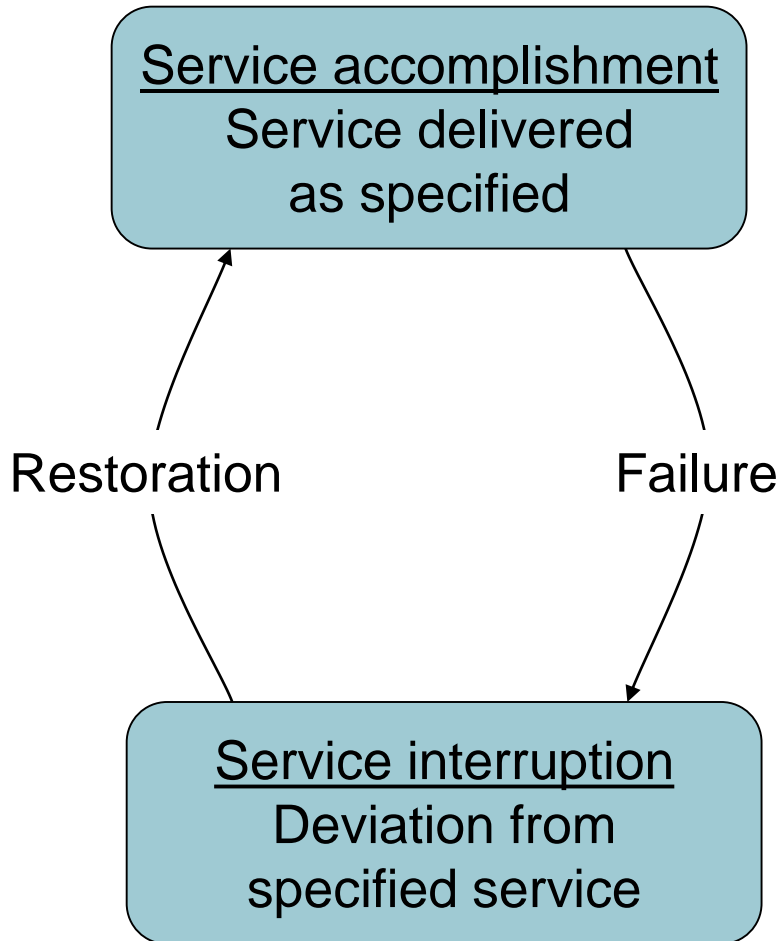 Service accomplishment
Service delivered
as specified
Restoration
Failure
Service interruption
Deviation from
specified service